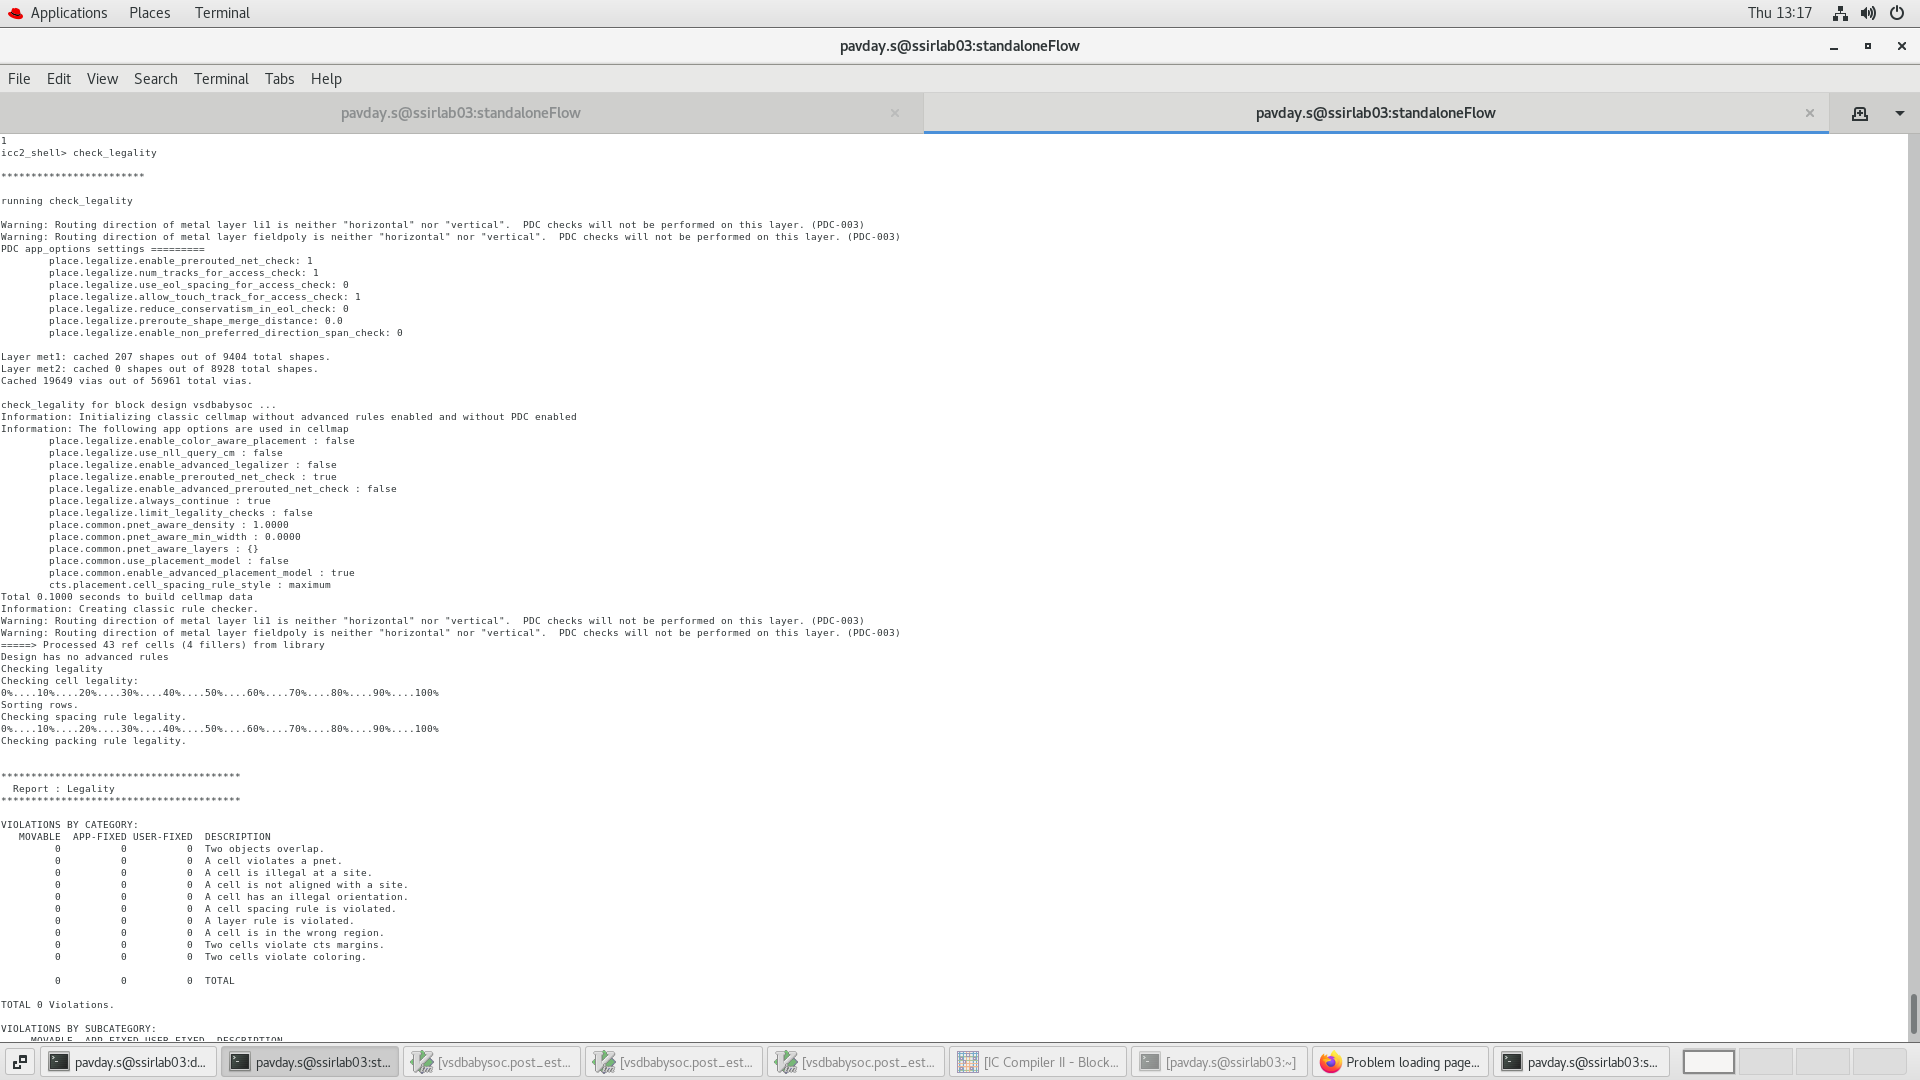 Applications Places Terminal Thu 13:17
pavday.s@ssirlab03:standaloneFlow
File Edit View Search Terminal Tabs Help
pavday.s@ssirlab03:standaloneFlow × pavday.s@ssirlab03:standaloneFlow ×
1
icc2_shell> check_legality
************************
running check_legality
Warning: Routing direction of metal layer li1 is neither "horizontal" nor "vertical".  PDC checks will not be performed on this layer. (PDC-003)
Warning: Routing direction of metal layer fieldpoly is neither "horizontal" nor "vertical".  PDC checks will not be performed on this layer. (PDC-003)
PDC app_options settings =========
        place.legalize.enable_prerouted_net_check: 1
        place.legalize.num_tracks_for_access_check: 1
        place.legalize.use_eol_spacing_for_access_check: 0
        place.legalize.allow_touch_track_for_access_check: 1
        place.legalize.reduce_conservatism_in_eol_check: 0
        place.legalize.preroute_shape_merge_distance: 0.0
        place.legalize.enable_non_preferred_direction_span_check: 0
Layer met1: cached 207 shapes out of 9404 total shapes.
Layer met2: cached 0 shapes out of 8928 total shapes.
Cached 19649 vias out of 56961 total vias.
check_legality for block design vsdbabysoc ...
Information: Initializing classic cellmap without advanced rules enabled and without PDC enabled
Information: The following app options are used in cellmap
        place.legalize.enable_color_aware_placement : false
        place.legalize.use_nll_query_cm : false
        place.legalize.enable_advanced_legalizer : false
        place.legalize.enable_prerouted_net_check : true
        place.legalize.enable_advanced_prerouted_net_check : false
        place.legalize.always_continue : true
        place.legalize.limit_legality_checks : false
        place.common.pnet_aware_density : 1.0000
        place.common.pnet_aware_min_width : 0.0000
        place.common.pnet_aware_layers : {}
        place.common.use_placement_model : false
        place.common.enable_advanced_placement_model : true
        cts.placement.cell_spacing_rule_style : maximum
Total 0.1000 seconds to build cellmap data
Information: Creating classic rule checker.
Warning: Routing direction of metal layer li1 is neither "horizontal" nor "vertical".  PDC checks will not be performed on this layer. (PDC-003)
Warning: Routing direction of metal layer fieldpoly is neither "horizontal" nor "vertical".  PDC checks will not be performed on this layer. (PDC-003)
=====> Processed 43 ref cells (4 fillers) from library
Design has no advanced rules
Checking legality
Checking cell legality:
0%....10%....20%....30%....40%....50%....60%....70%....80%....90%....100%
Sorting rows.
Checking spacing rule legality.
0%....10%....20%....30%....40%....50%....60%....70%....80%....90%....100%
Checking packing rule legality.
****************************************
  Report : Legality
****************************************
VIOLATIONS BY CATEGORY:
   MOVABLE  APP-FIXED USER-FIXED  DESCRIPTION
         0          0          0  Two objects overlap.
         0          0          0  A cell violates a pnet.
         0          0          0  A cell is illegal at a site.
         0          0          0  A cell is not aligned with a site.
         0          0          0  A cell has an illegal orientation.
         0          0          0  A cell spacing rule is violated.
         0          0          0  A layer rule is violated.
         0          0          0  A cell is in the wrong region.
         0          0          0  Two cells violate cts margins.
         0          0          0  Two cells violate coloring.
         0          0          0  TOTAL
TOTAL 0 Violations.
VIOLATIONS BY SUBCATEGORY:
     MOVABLE  APP-FIXED USER-FIXED  DESCRIPTION
pavday.s@ssirlab03:d... pavday.s@ssirlab03:st... [vsdbabysoc.post_est... [vsdbabysoc.post_est... [vsdbabysoc.post_est... [IC Compiler II - Block... [pavday.s@ssirlab03:~] Problem loading page... pavday.s@ssirlab03:s...